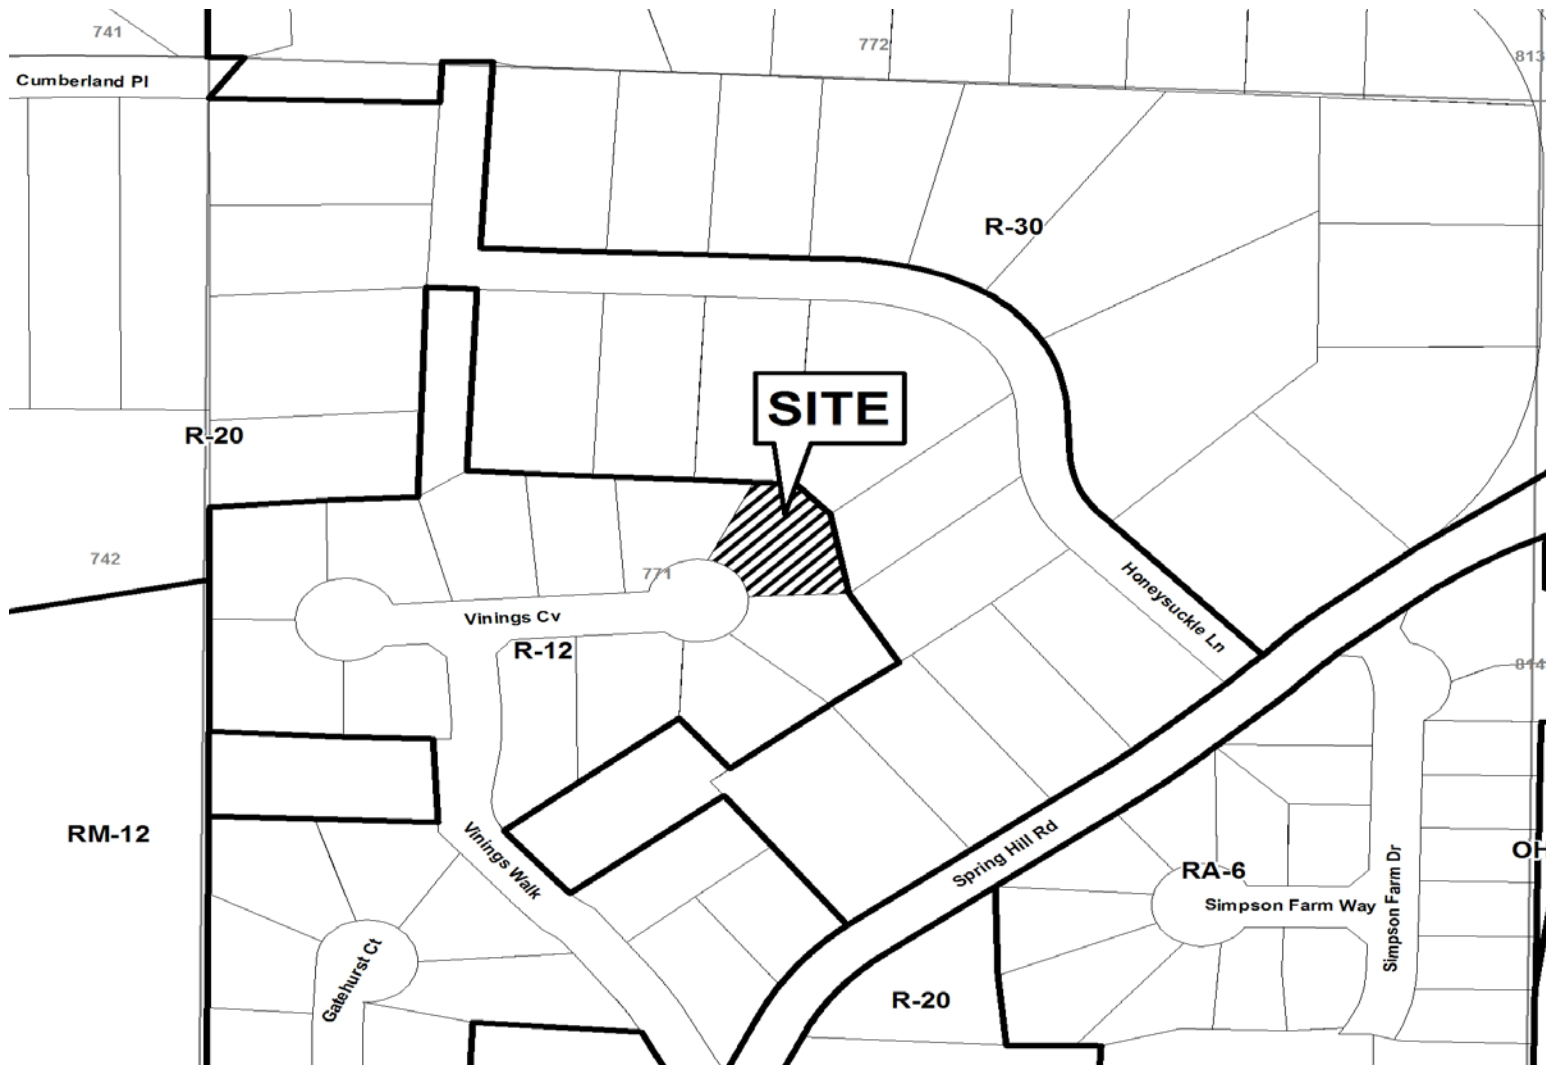 741
772
813
Cumberland Pl
R-30
SITE
R-20
742
771
Honeysuckle Ln
Vinings Cv
R-12
814
RM-12
Vinings Walk
Spring Hill Rd
RA-6
OH
Simpson Farm Way
Simpson Farm Dr
Gatehurst Ct
R-20